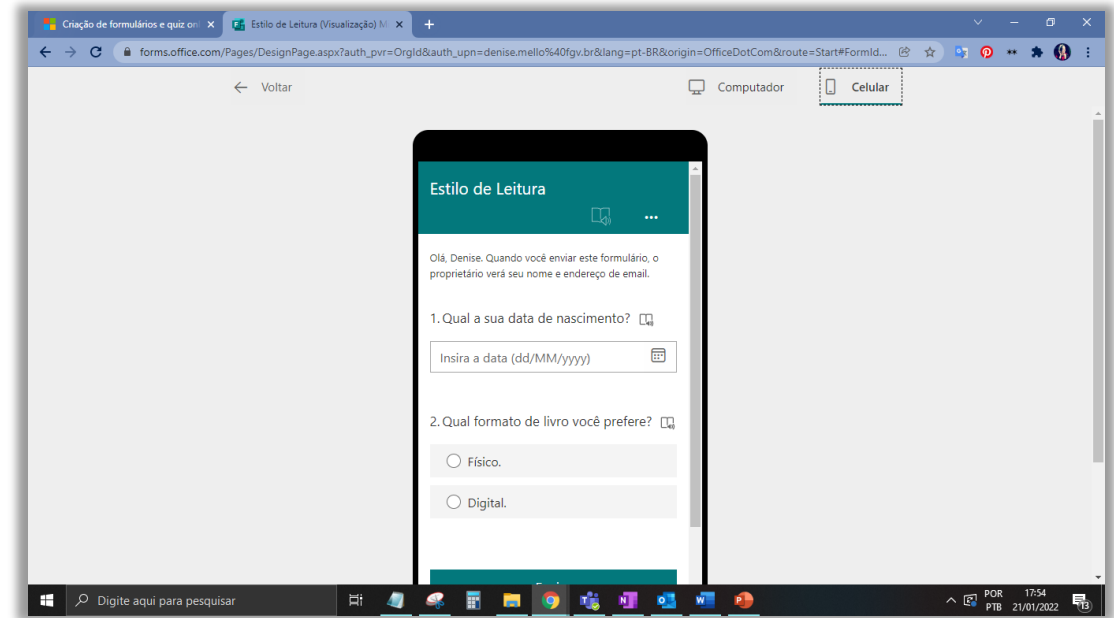 Criação de formulários e quiz onl
Estilo de Leitura (Visualização) M
forms.office.com/Pages/DesignPage.aspx?auth_pvr=OrgId&auth_upn=denise.mello%40fgv.br&lang=pt-BR&origin=OfficeDotCom&route=Start#FormId...
Voltar
Computador
Celular
Estilo de Leitura
Olá, Denise. Quando você enviar este formulário, o
proprietário verá seu nome e endereço de email.
1. Qual a sua data de nascimento?
Insira a data (dd/MM/yyyy)
2. Qual formato de livro você prefere?
Físico.
Digital.
Digite aqui para pesquisar
POR
PTB
17:54
21/01/2022